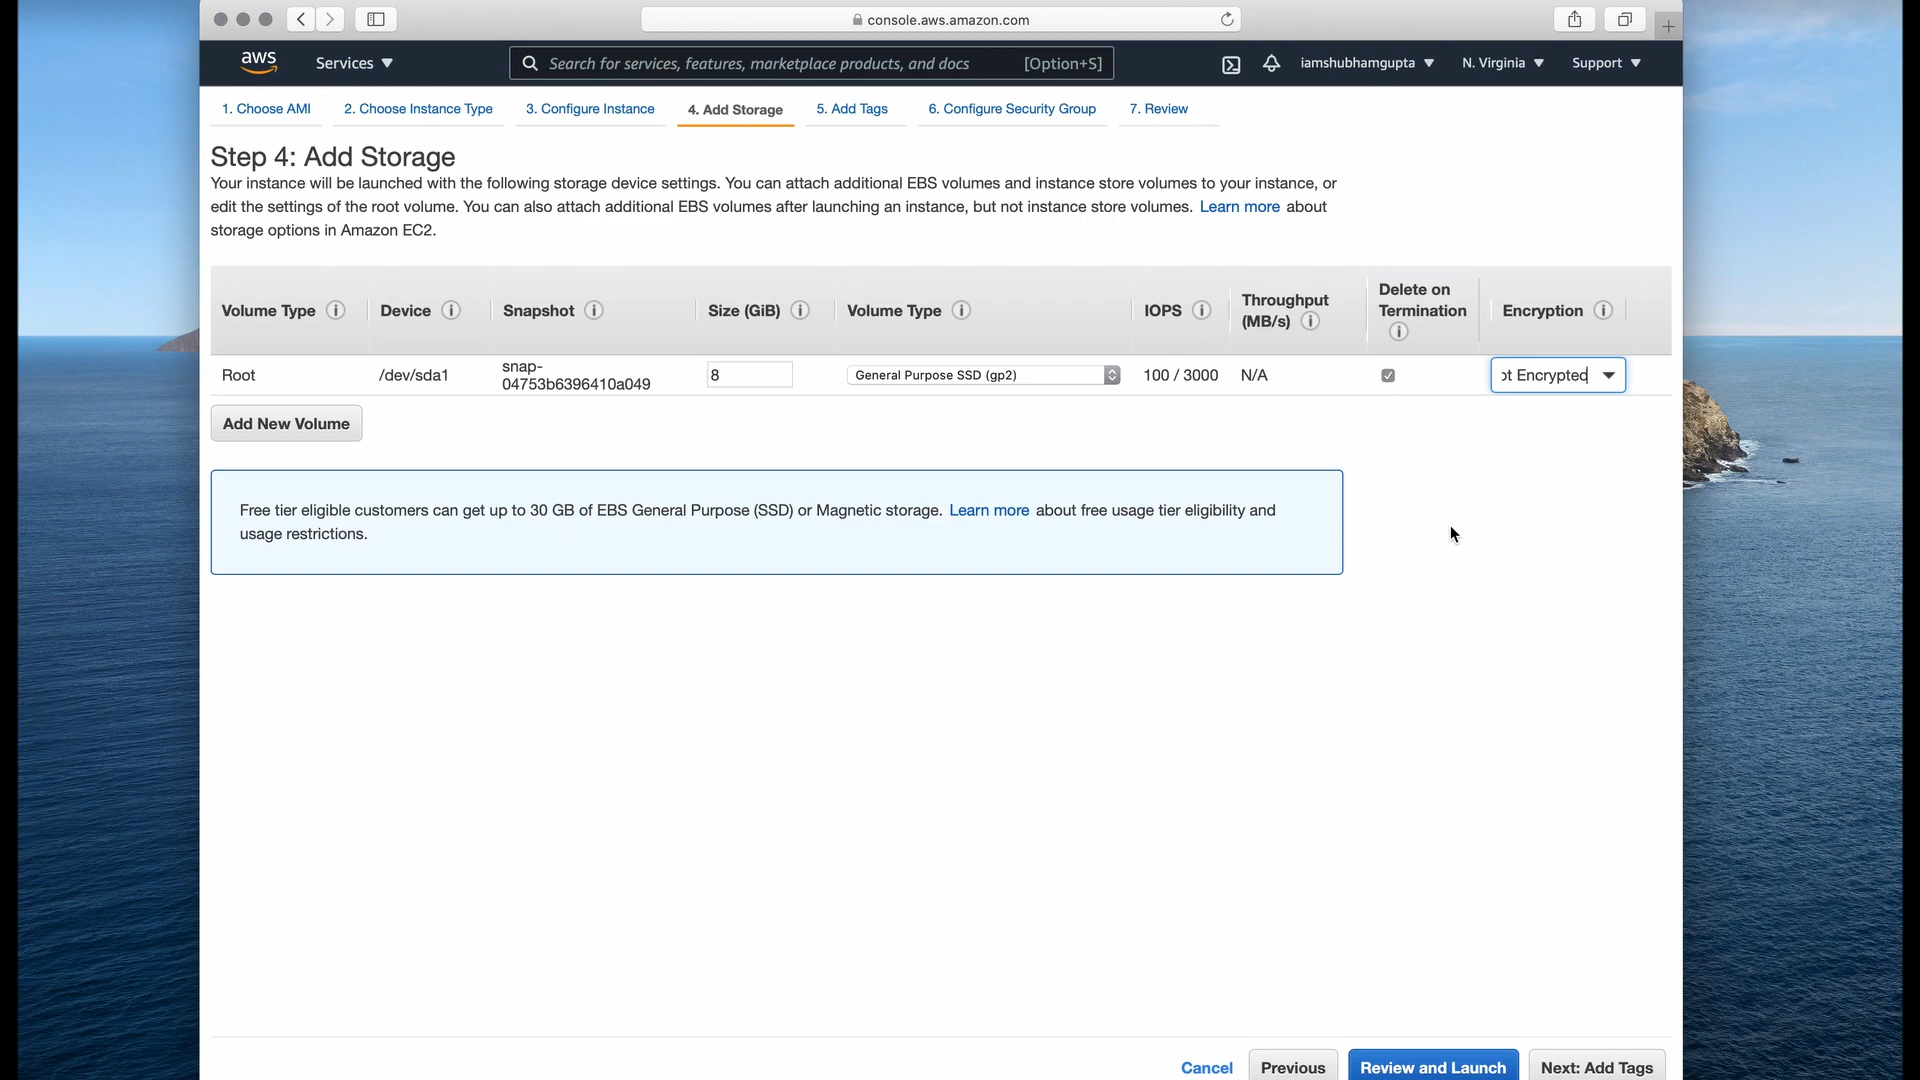 console.aws.amazon.com
aws
Services
Search for services, features, marketplace products, and docs
[Option+S]
iamshubhamgupta
N. Virginia
Support
1. Choose AMI
2. Choose Instance Type
3. Configure Instance
4. Add Storage
5. Add Tags
6. Configure Security Group
7. Review
Step 4: Add Storage
Your instance will be launched with the following storage device settings. You can attach additional EBS volumes and instance store volumes to your instance, or
edit the settings of the root volume. You can also attach additional EBS volumes after launching an instance, but not instance store volumes. Learn more about
storage options in Amazon EC2.
Volume Type
Device
Snapshot
Size (GiB)
Volume Type
IOPS
Throughput
(MB/s)
Delete on
Termination
Encryption
Root
/dev/sda1
snap-
04753b6396410a049
8
General Purpose SSD (gp2)
100 / 3000
N/A
ot Encrypted
Add New Volume
Free tier eligible customers can get up to 30 GB of EBS General Purpose (SSD) or Magnetic storage. Learn more about free usage tier eligibility and
usage restrictions.
Cancel
Previous
Review and Launch
Next: Add Tags